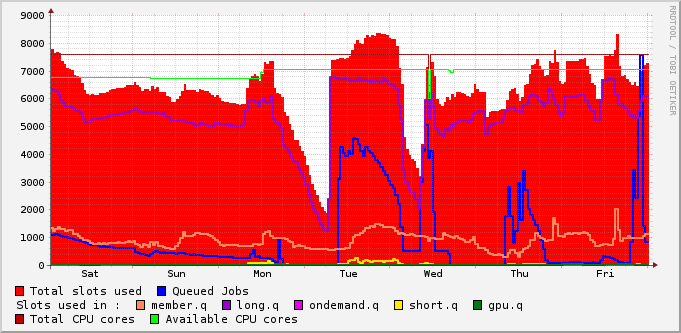 RRDTOOL / TOBI OETIKER
9000
8000
7000
6000
5000
4000
3000
2000
1000
0
Sat Sun Mon Tue Wed Thu Fri
Total slots used Queued Jobs
Slots used in : member.q long.q ondemand.q short.q gpu.q
Total CPU cores Available CPU cores